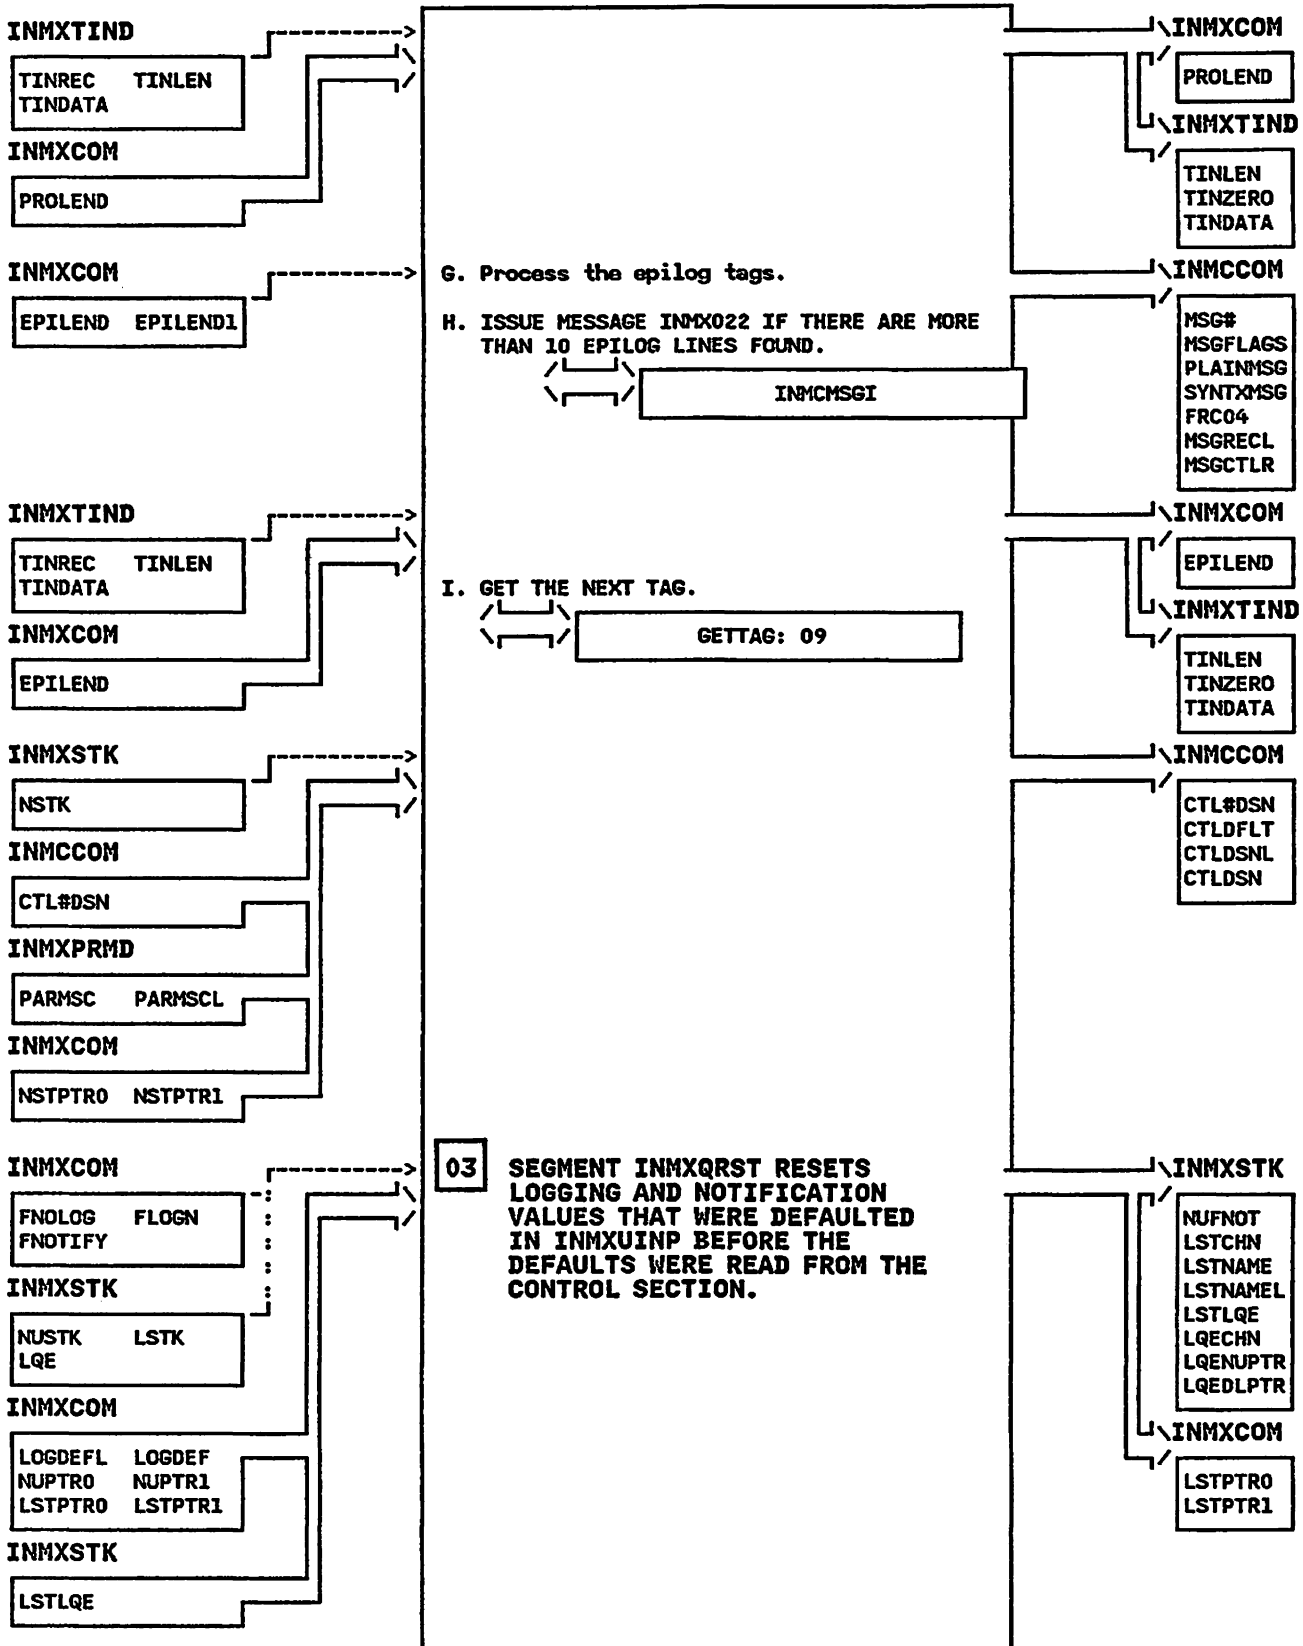 INMXTIND
TINREC TINLEN
TINDATA
INMXCOM
PROLEND
INMXCOM
EPILEND EPILEND1
INMXTIND
TINREC TINLEN
TINDATA
INMXCOM
EPILEND
INMXSTK
NSTK
INMCCOM
CTL#DSN
INMXPRMD
PARMSC PARMSCL
INMXCOM
NSTPTR0 NSTPTR1
INMXCOM
FNOLOG FLOGN
FNOTIFY
INMXSTK
NUSTK LSTK
LQE
INMXCOM
LOGDEFL LOGDEF
NUPTR0 NUPTR1
LSTPTR0 LSTPTR1
INMXSTK
LSTLQE
G. Process the epilog tags.
H. ISSUE MESSAGE INMX022 IF THERE ARE MORE
THAN 10 EPILOG LINES FOUND.
INMCMSGI
I. GET THE NEXT TAG.
GETTAG: 09
03 SEGMENT INMXQRST RESETS
LOGGING AND NOTIFICATION
VALUES THAT WERE DEFAULTED
IN INMXUINP BEFORE THE
DEFAULTS WERE READ FROM THE
CONTROL SECTION.
INMXCOM
PROLEND
INMXTIND
TINLEN
TINZERO
TINDATA
INMCCOM
MSG#
MSGFLAGS
PLAINMSG
SYNTXMSG
FRC04
MSGRECL
MSGCTLR
INMXCOM
EPILEND
INMXTIND
TINLEN
TINZERO
TINDATA
INMCCOM
CTL#DSN
CTLDFLT
CTLDSNL
CTLDSN
INMXSTK
NUFNOT
LSTCHN
LSTNAME
LSTNAMEL
LSTLQE
LQECHN
LQENUPTR
LQEDLPTR
INMXCOM
LSTPTR0
LSTPTR1